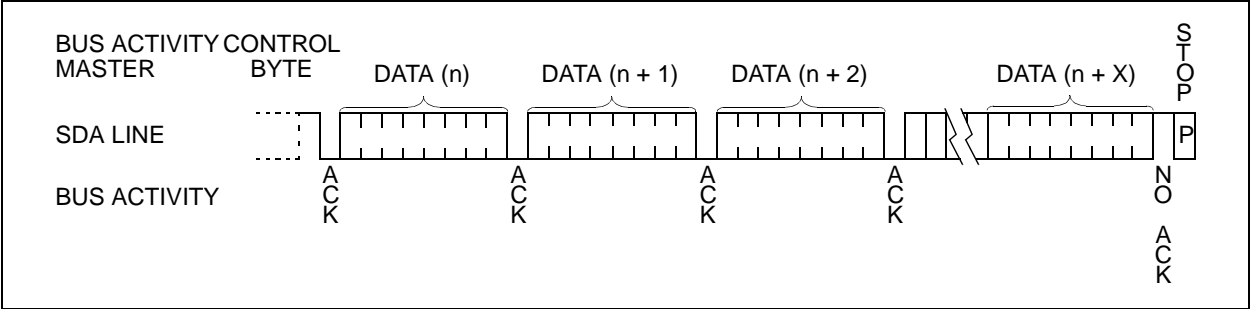 BUS ACTIVITY MASTER
CONTROL BYTE
DATA (n)
DATA (n + 1)
DATA (n + 2)
DATA (n + X)
STOP
SDA LINE
P
BUS ACTIVITY
ACK
ACK
ACK
ACK
NO ACK